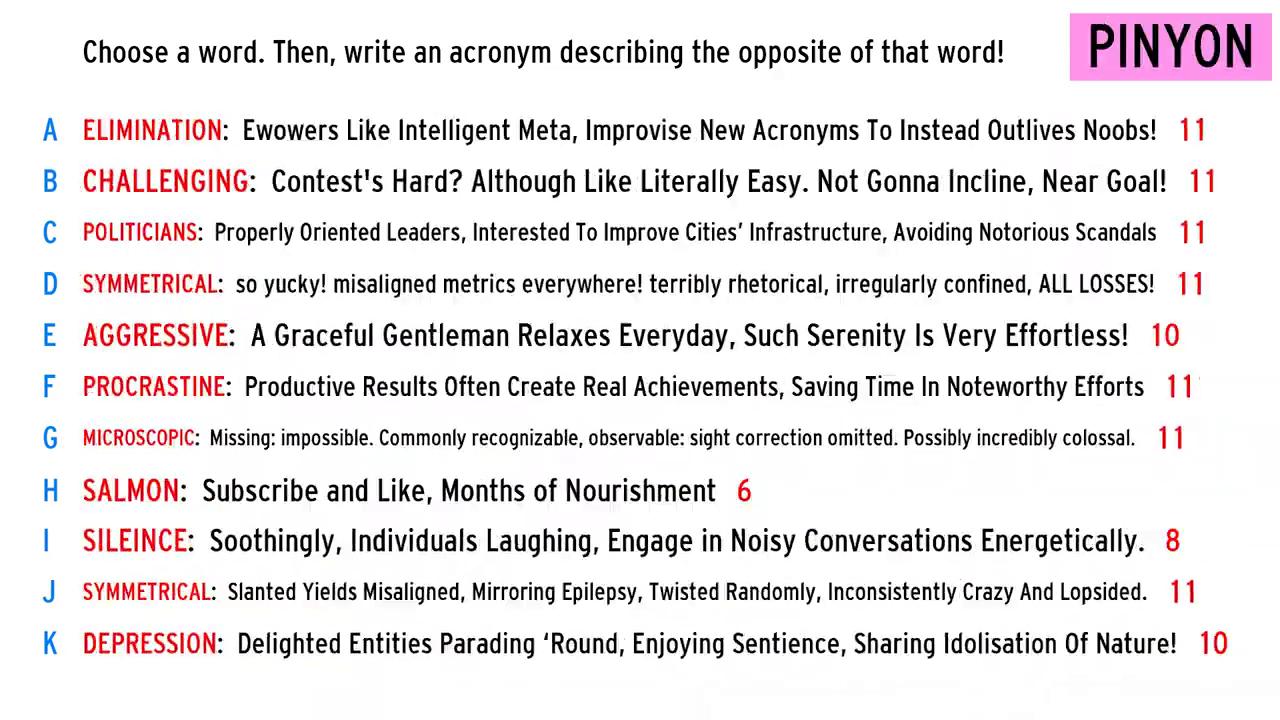 Choose a word. Then, write an acronym describing the opposite of that word!
PINYON
A ELIMINATION: Ewowers Like Intelligent Meta, Improvise New Acronyms To Instead Outlives Noobs! 11
B CHALLENGING: Contest's Hard? Although Like Literally Easy. Not Gonna Incline, Near Goal! 11
C POLITICIANS: Properly Oriented Leaders, Interested To Improve Cities’ Infrastructure, Avoiding Notorious Scandals 11
D SYMMETRICAL: so yucky! misaligned metrics everywhere! terribly rhetorical, irregularly confined, ALL LOSSES! 11
E AGGRESSIVE: A Graceful Gentleman Relaxes Everyday, Such Serenity Is Very Effortless! 10
F PROCRASTINE: Productive Results Often Create Real Achievements, Saving Time In Noteworthy Efforts 11
G MICROSCOPIC: Missing: impossible. Commonly recognizable, observable: sight correction omitted. Possibly incredibly colossal. 11
H SALMON: Subscribe and Like, Months of Nourishment 6
I SILEINCE: Soothingly, Individuals Laughing, Engage in Noisy Conversations Energetically. 8
J SYMMETRICAL: Slanted Yields Misaligned, Mirroring Epilepsy, Twisted Randomly, Inconsistently Crazy And Lopsided. 11
K DEPRESSION: Delighted Entities Parading ‘Round, Enjoying Sentience, Sharing Idolisation Of Nature! 10